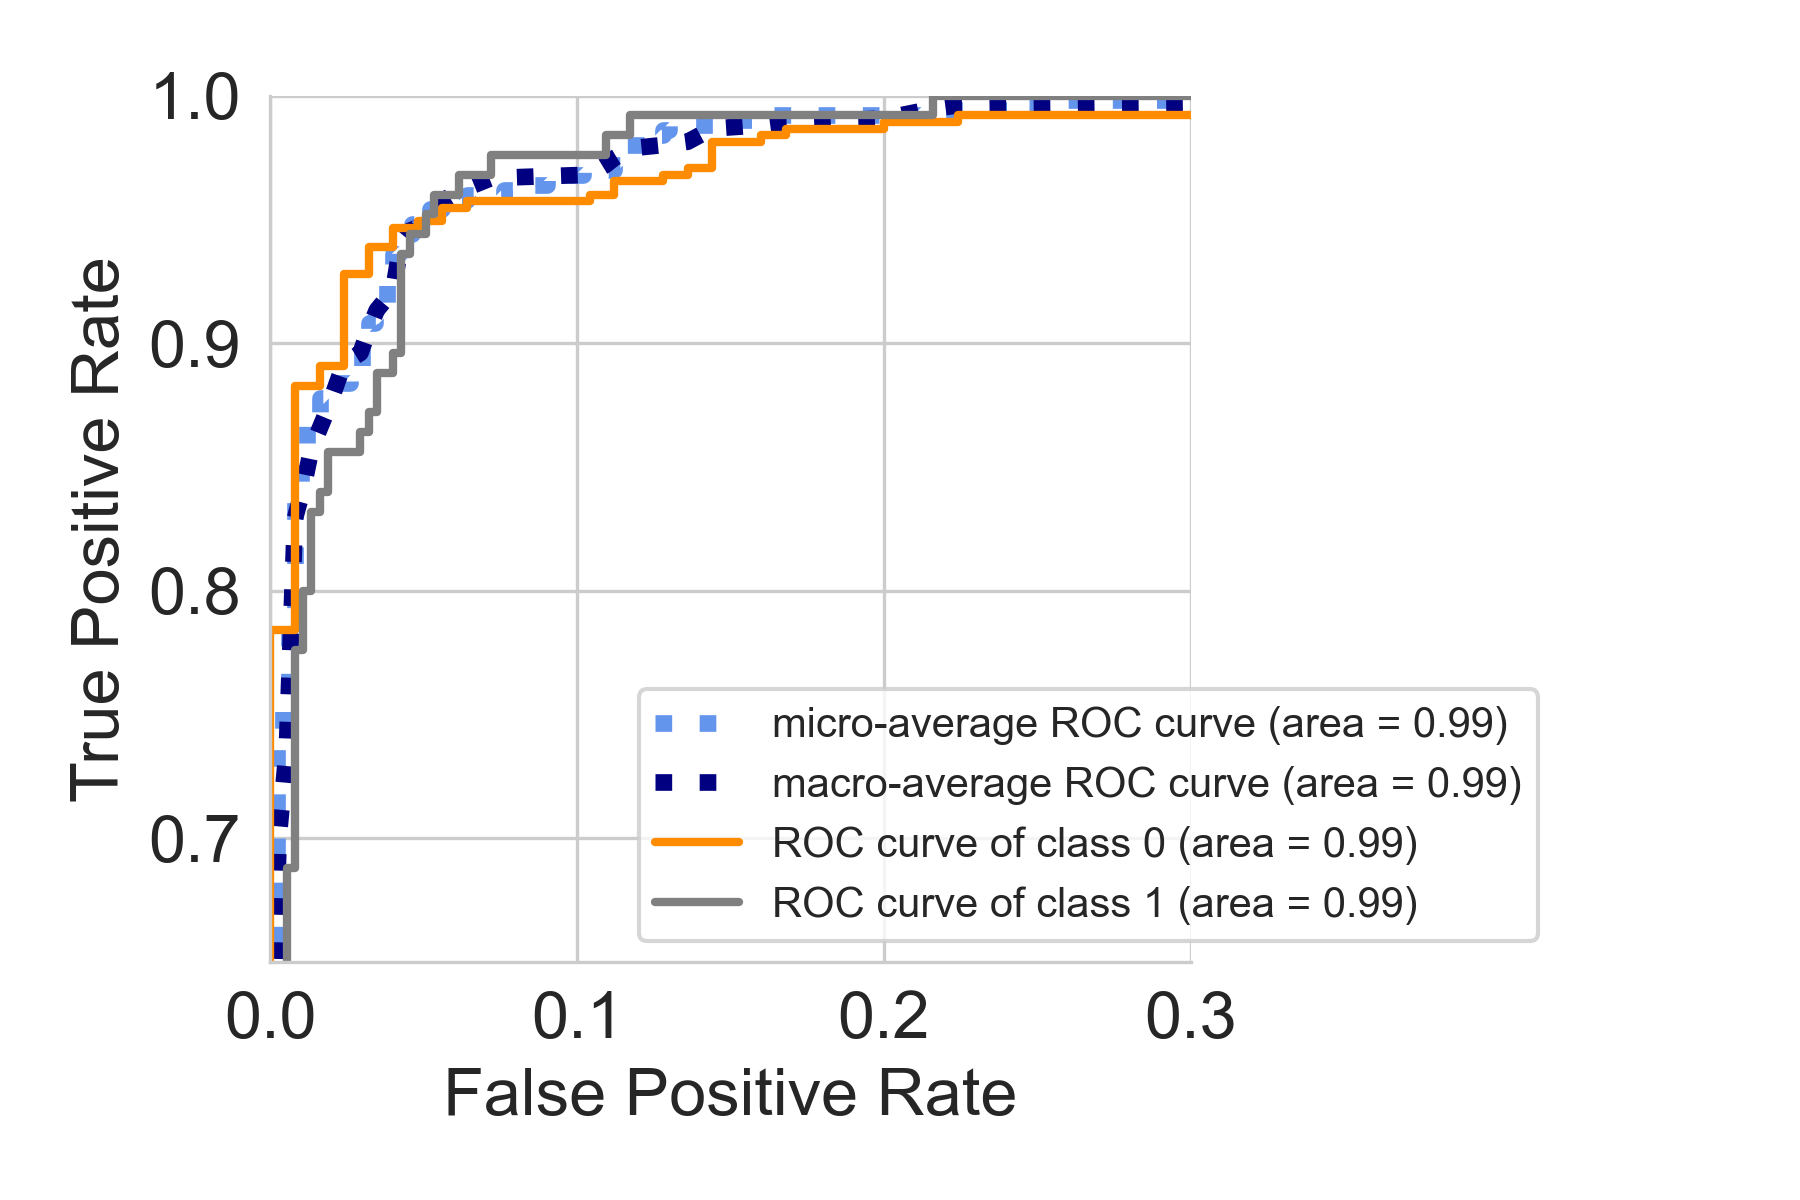 True Positive Rate
1.0
0.9
0.8
0.7
micro-average ROC curve (area = 0.99)
macro-average ROC curve (area = 0.99)
ROC curve of class 0 (area = 0.99)
ROC curve of class 1 (area = 0.99)
0.0 0.1 0.2 0.3
False Positive Rate